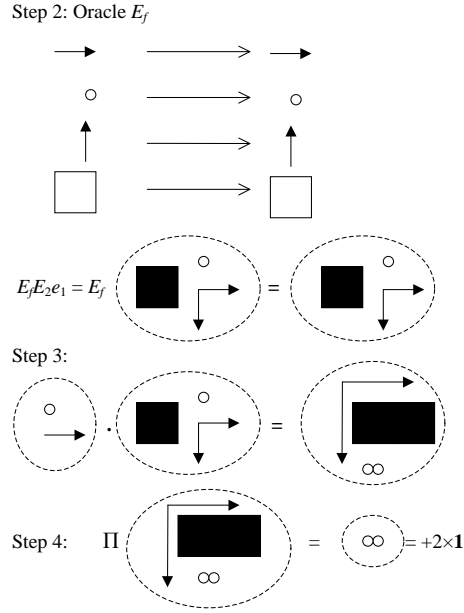 Step 2: Oracle E_f
E_fE_2e_1 = E_f =
Step 3:
. =
Step 4: Π = = +2×1